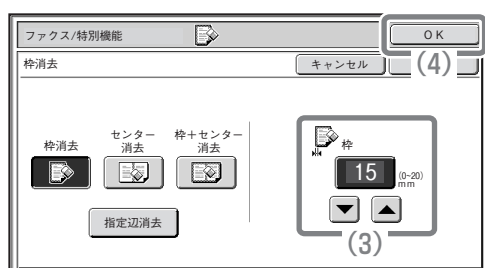 ファクス/特別機能
OK
枠消去
キャンセル
(4)
枠消去
センター
消去
枠+センター
消去
枠
15
(0~20)
mm
指定辺消去
(3)